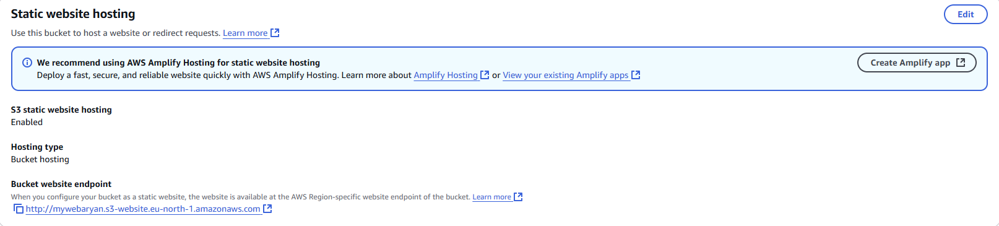 Static website hosting
Edit
Use this bucket to host a website or redirect requests. Learn more
We recommend using AWS Amplify Hosting for static website hosting
Create Amplify app
Deploy a fast, secure, and reliable website quickly with AWS Amplify Hosting. Learn more about Amplify Hosting or View your existing Amplify apps
S3 static website hosting
Enabled
Hosting type
Bucket hosting
Bucket website endpoint
When you configure your bucket as a static website, the website is available at the AWS Region-specific website endpoint of the bucket. Learn more
http://mywebaryan.s3-website.eu-north-1.amazonaws.com